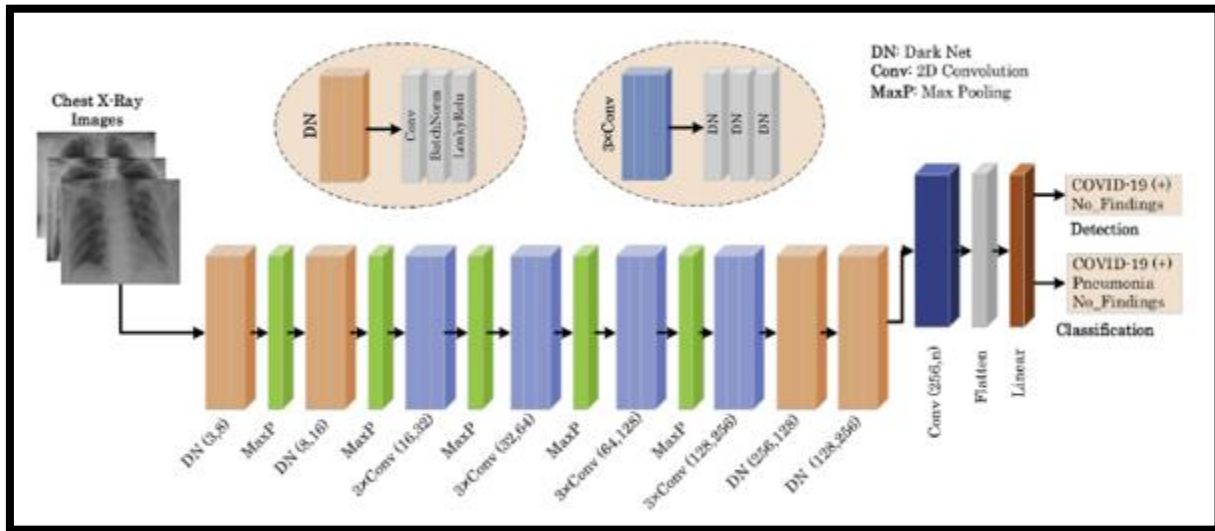 DN: Dark Net
Conv: 2D Convolution
MaxP: Max Pooling
Chest X-Ray
Images
DN
Conv
BatchNorm
LeakyRelu
3×Conv
DN
DN
DN
COVID-19 (+)
No_Findings
Detection
COVID-19 (+)
Pneumonia
No_Findings
Classification
DN (3,8)
MaxP
DN (8,16)
MaxP
3×Conv (16,32)
MaxP
3×Conv (32,64)
MaxP
3×Conv (64,128)
MaxP
3×Conv (128,256)
DN (256,128)
DN (128,256)
Conv (256,n)
Flatten
Linear